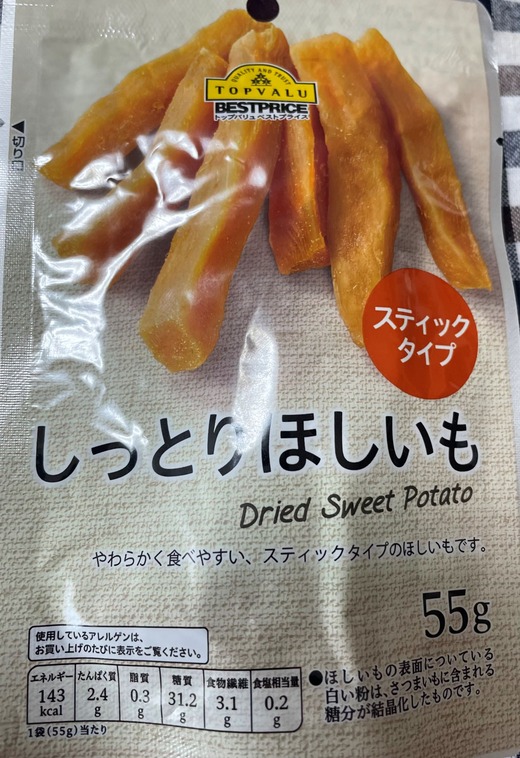 QUALITY AND TRUST
TOPVALU
BESTPRICE
トップバリュ ベストプライス
◀切り口
スティック
タイプ
しっとりほしいも
Dried Sweet Potato
やわらかく食べやすい、スティックタイプのほしいもです。
55g
使用しているアレルゲンは、
お買い上げのたびに表示をご覧ください。
エネルギー たんぱく質 脂質 糖質 食物繊維 食塩相当量
143 kcal 2.4 g 0.3 g 31.2 g 3.1 g 0.2 g
1袋(55g)当たり
●ほしいもの表面についている
白い粉は、さつまいもに含まれる
糖分が結晶化したものです。